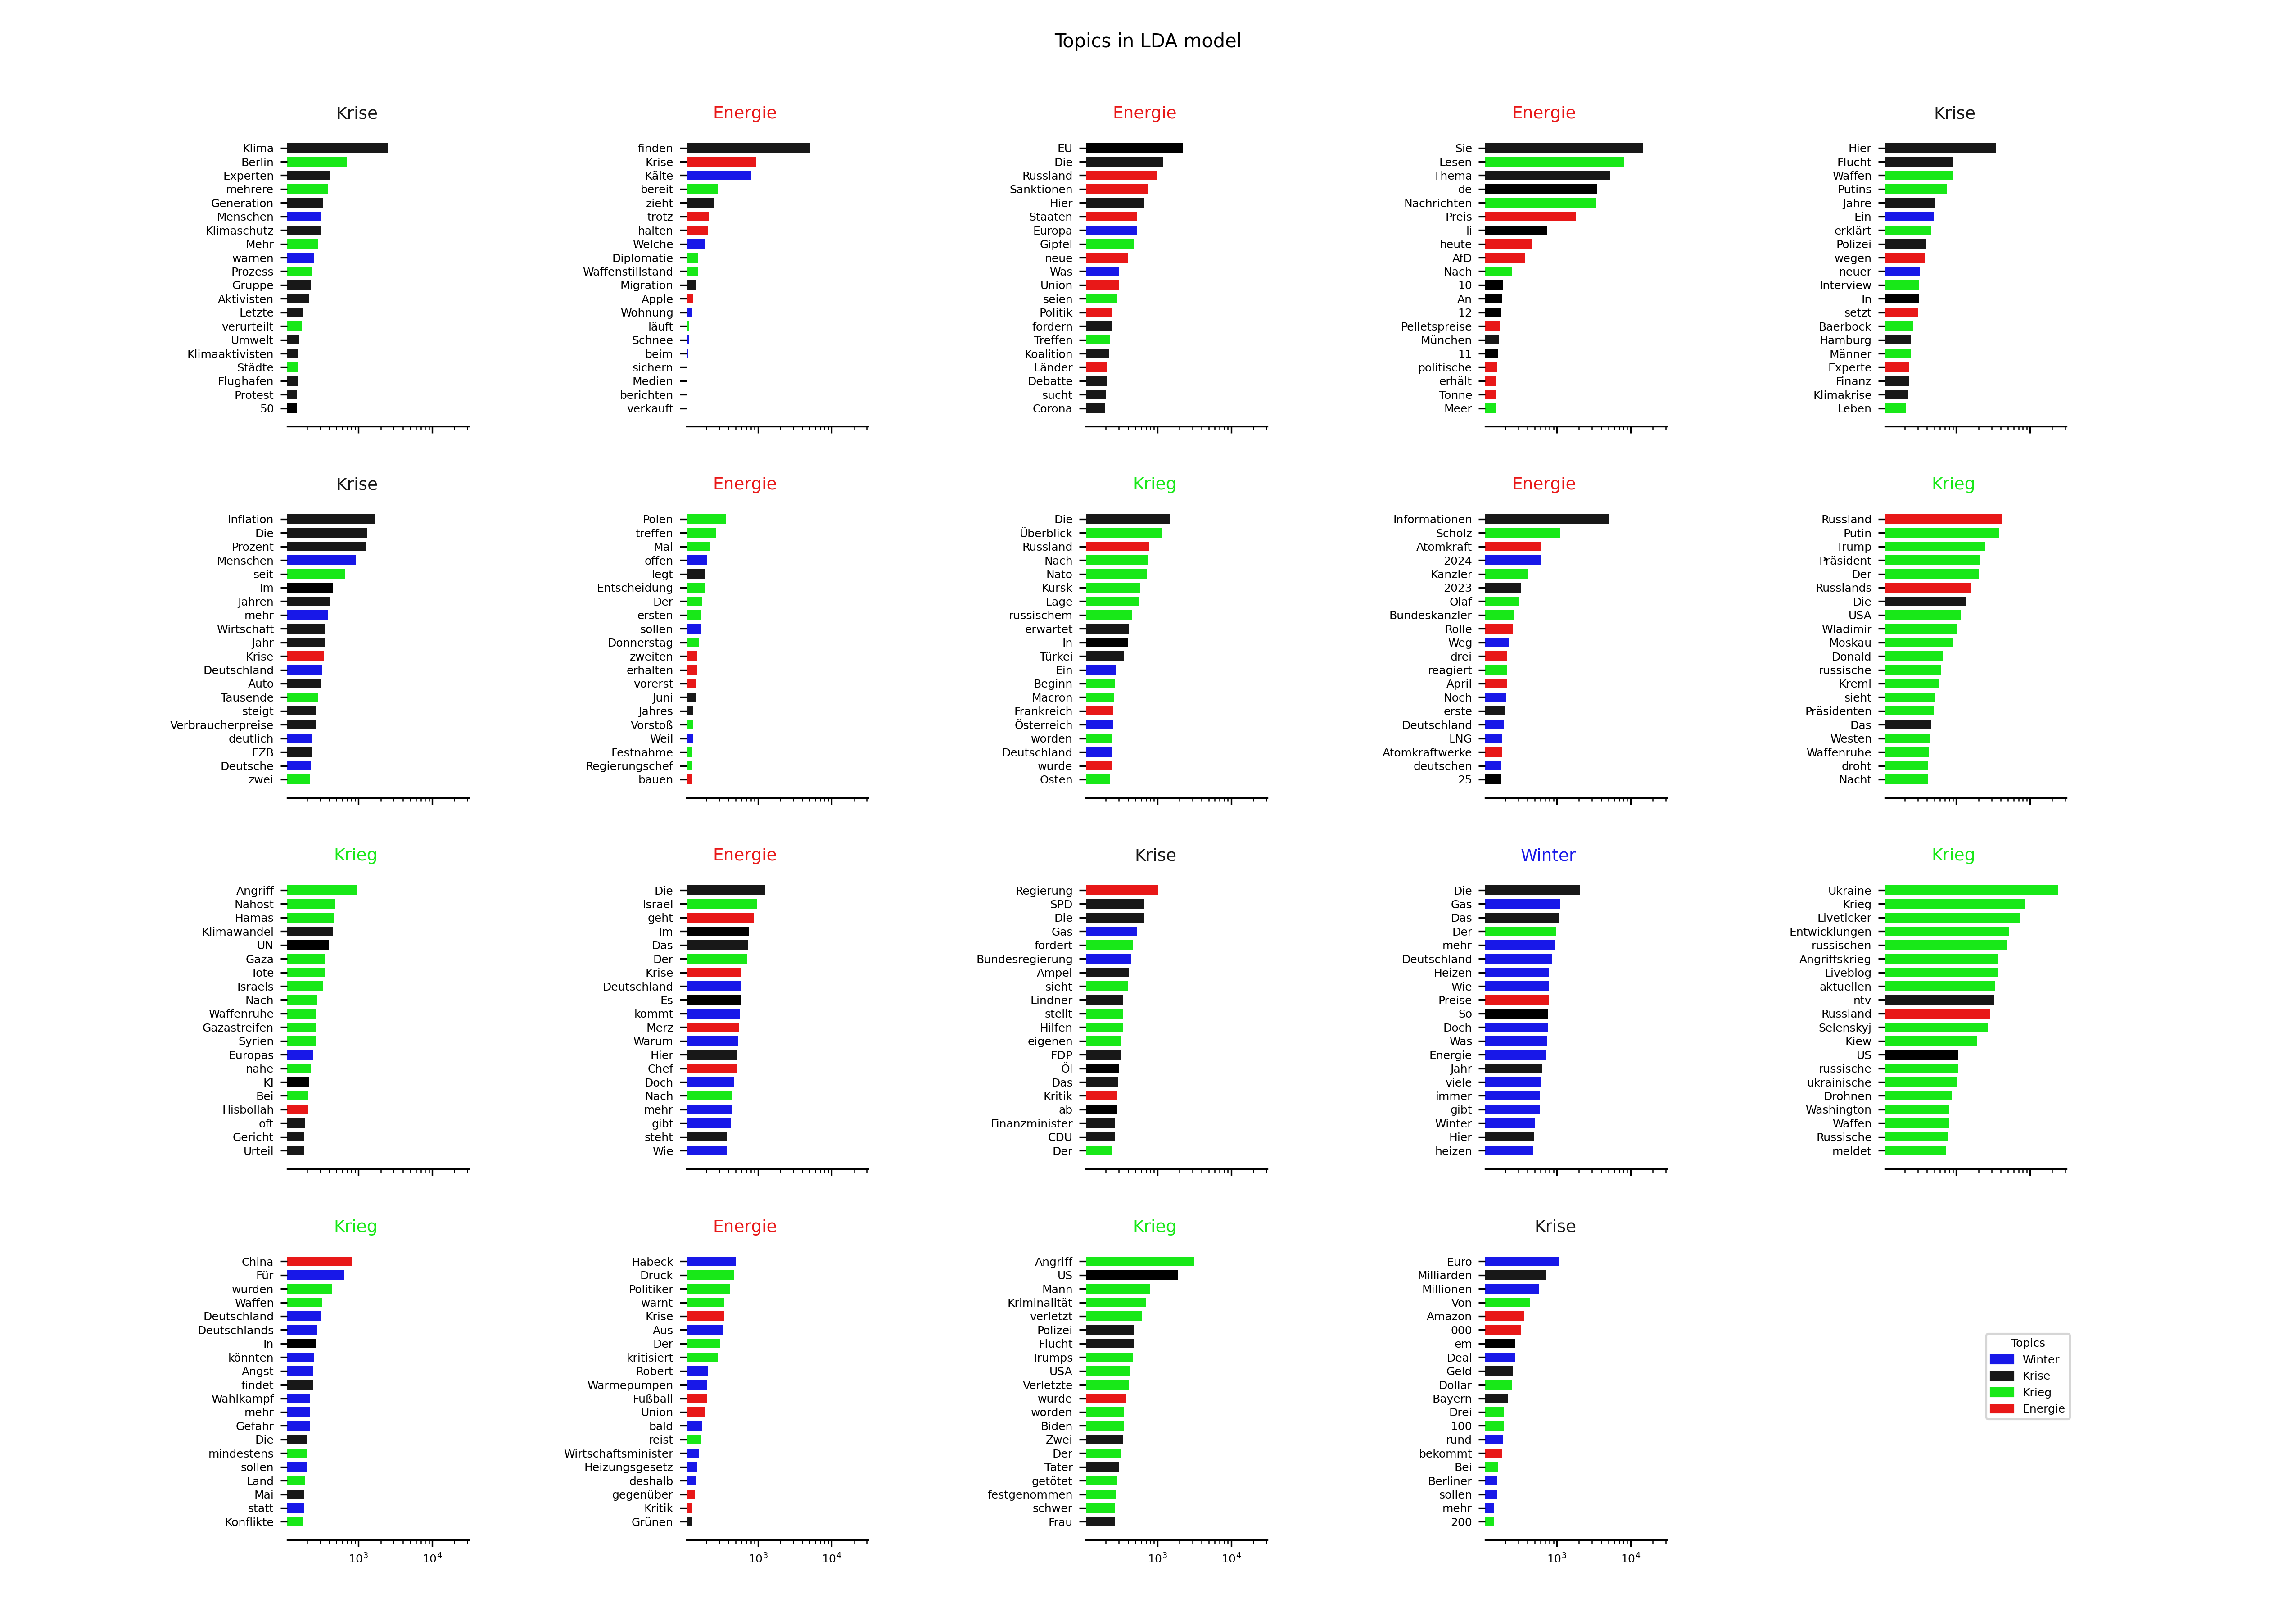 Topics in LDA model
Krise
Klima
Berlin
Experten
mehrere
Generation
Menschen
Klimaschutz
Mehr
warnen
Prozess
Gruppe
Aktivisten
Letzte
verurteilt
Umwelt
Klimaaktivisten
Städte
Flughafen
Protest
50
Energie
finden
Krise
Kälte
bereit
zieht
trotz
halten
Welche
Diplomatie
Waffenstillstand
Migration
Apple
Wohnung
läuft
Schnee
beim
sichern
Medien
berichten
verkauft
Energie
EU
Die
Russland
Sanktionen
Hier
Staaten
Europa
Gipfel
neue
Was
Union
seien
Politik
fordern
Treffen
Koalition
Länder
Debatte
sucht
Corona
Energie
Sie
Lesen
Thema
de
Nachrichten
Preis
li
heute
AfD
Nach
10
An
12
Pelletspreise
München
11
politische
erhält
Tonne
Meer
Krise
Hier
Flucht
Waffen
Putins
Jahre
Ein
erklärt
Polizei
wegen
neuer
Interview
In
setzt
Baerbock
Hamburg
Männer
Experte
Finanz
Klimakrise
Leben
Krise
Inflation
Die
Prozent
Menschen
seit
Im
Jahren
mehr
Wirtschaft
Jahr
Krise
Deutschland
Auto
Tausende
steigt
Verbraucherpreise
deutlich
EZB
Deutsche
zwei
Energie
Polen
treffen
Mal
offen
legt
Entscheidung
Der
ersten
sollen
Donnerstag
zweiten
erhalten
vorerst
Juni
Jahres
Vorstoß
Weil
Festnahme
Regierungschef
bauen
Krieg
Die
Überblick
Russland
Nach
Nato
Kursk
Lage
russischem
erwartet
In
Türkei
Ein
Beginn
Macron
Frankreich
Österreich
worden
Deutschland
wurde
Osten
Energie
Informationen
Scholz
Atomkraft
2024
Kanzler
2023
Olaf
Bundeskanzler
Rolle
Weg
drei
reagiert
April
Noch
erste
Deutschland
LNG
Atomkraftwerke
deutschen
25
Krieg
Russland
Putin
Trump
Präsident
Der
Russlands
Die
USA
Wladimir
Moskau
Donald
russische
Kreml
sieht
Präsidenten
Das
Westen
Waffenruhe
droht
Nacht
Krieg
Angriff
Nahost
Hamas
Klimawandel
UN
Gaza
Tote
Israels
Nach
Waffenruhe
Gazastreifen
Syrien
Europas
nahe
KI
Bei
Hisbollah
oft
Gericht
Urteil
Energie
Die
Israel
geht
Im
Das
Der
Krise
Deutschland
Es
kommt
Merz
Warum
Hier
Chef
Doch
Nach
mehr
gibt
steht
Wie
Krise
Regierung
SPD
Die
Gas
fordert
Bundesregierung
Ampel
sieht
Lindner
stellt
Hilfen
eigenen
FDP
Öl
Das
Kritik
ab
Finanzminister
CDU
Der
Winter
Die
Gas
Das
Der
mehr
Deutschland
Heizen
Wie
Preise
So
Doch
Was
Energie
Jahr
viele
immer
gibt
Winter
Hier
heizen
Krieg
Ukraine
Krieg
Liveticker
Entwicklungen
russischen
Angriffskrieg
Liveblog
aktuellen
ntv
Russland
Selenskyj
Kiew
US
russische
ukrainische
Drohnen
Washington
Waffen
Russische
meldet
Krieg
China
Für
wurden
Waffen
Deutschland
Deutschlands
In
könnten
Angst
findet
Wahlkampf
mehr
Gefahr
Die
mindestens
sollen
Land
Mai
statt
Konflikte
10³ 10⁴
Energie
Habeck
Druck
Politiker
warnt
Krise
Aus
Der
kritisiert
Robert
Wärmepumpen
Fußball
Union
bald
reist
Wirtschaftsminister
Heizungsgesetz
deshalb
gegenüber
Kritik
Grünen
10³ 10⁴
Krieg
Angriff
US
Mann
Kriminalität
verletzt
Polizei
Flucht
Trumps
USA
Verletzte
wurde
worden
Biden
Zwei
Der
Täter
getötet
festgenommen
schwer
Frau
10³ 10⁴
Krise
Euro
Milliarden
Millionen
Von
Amazon
000
em
Deal
Geld
Dollar
Bayern
Drei
100
rund
bekommt
Bei
Berliner
sollen
mehr
200
10³ 10⁴
Topics
Winter
Krise
Krieg
Energie